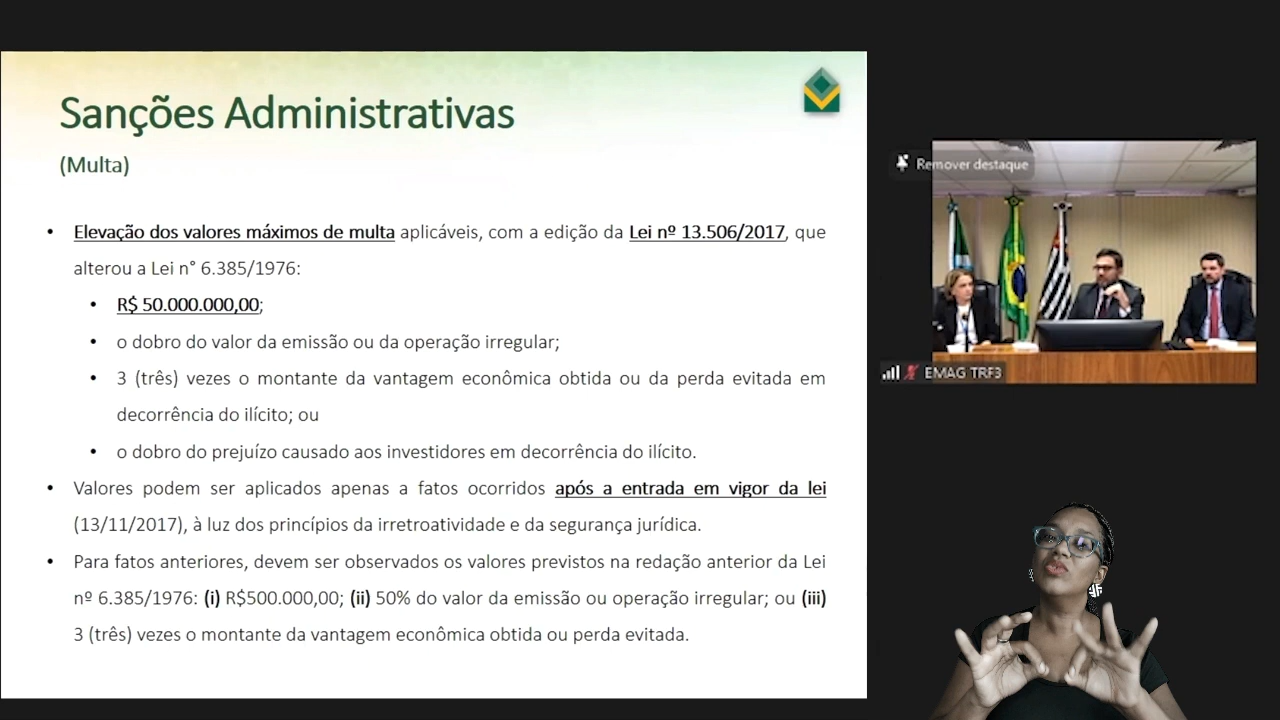 Sanções Administrativas
(Multa)
• Elevação dos valores máximos de multa aplicáveis, com a edição da Lei nº 13.506/2017, que
alterou a Lei n° 6.385/1976:
• R$ 50.000.000,00;
• o dobro do valor da emissão ou da operação irregular;
• 3 (três) vezes o montante da vantagem econômica obtida ou da perda evitada em
decorrência do ilícito; ou
• o dobro do prejuízo causado aos investidores em decorrência do ilícito.
• Valores podem ser aplicados apenas a fatos ocorridos após a entrada em vigor da lei
(13/11/2017), à luz dos princípios da irretroatividade e da segurança jurídica.
• Para fatos anteriores, devem ser observados os valores previstos na redação anterior da Lei
nº 6.385/1976: (i) R$500.000,00; (ii) 50% do valor da emissão ou operação irregular; ou (iii)
3 (três) vezes o montante da vantagem econômica obtida ou perda evitada.
Remover destaque
EMAG TRF3